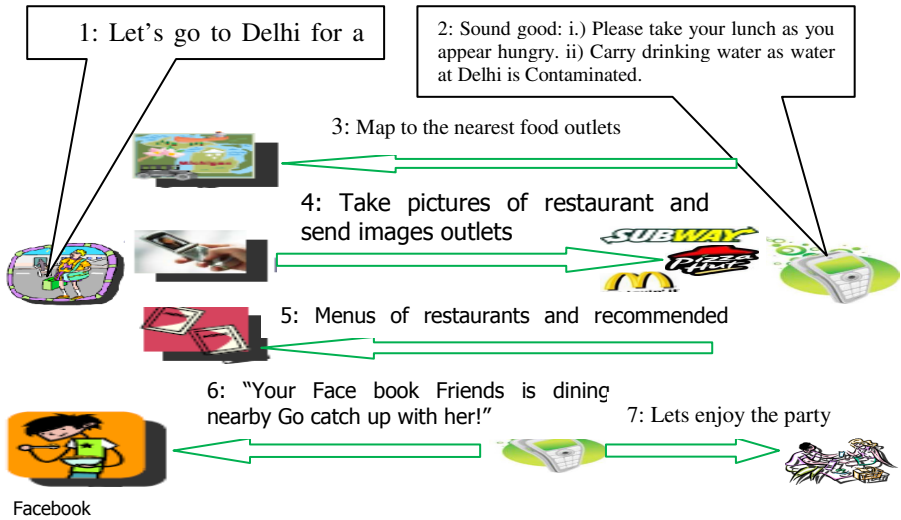 1: Let's go to Delhi for a
2: Sound good: i.) Please take your lunch as you
appear hungry. ii) Carry drinking water as water
at Delhi is Contaminated.
3: Map to the nearest food outlets
4: Take pictures of restaurant and
send images outlets
SUBWAY
Pizza
Hut
5: Menus of restaurants and recommended
6: “Your Face book Friends is dining
nearby Go catch up with her!”
7: Lets enjoy the party
Facebook